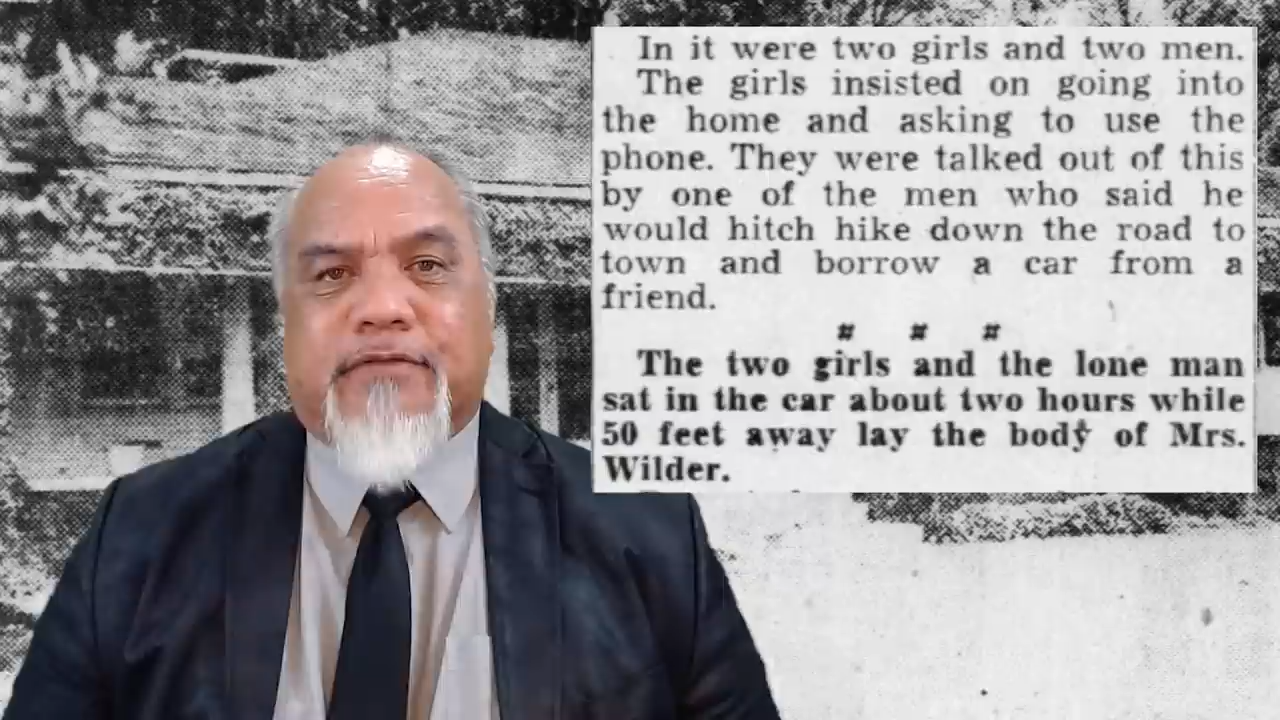 In it were two girls and two men.
The girls insisted on going into
the home and asking to use the
phone. They were talked out of this
by one of the men who said he
would hitch hike down the road to
town and borrow a car from a
friend.
# # #
The two girls and the lone man
sat in the car about two hours while
50 feet away lay the body of Mrs.
Wilder.